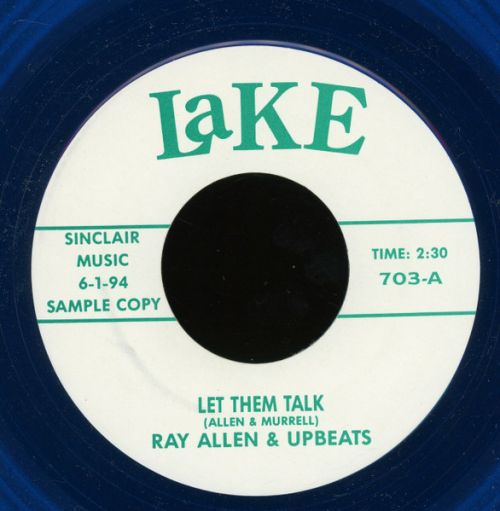 LaKE
SINCLAIR
MUSIC
6-1-94
SAMPLE COPY
TIME: 2:30
703-A
LET THEM TALK
(ALLEN & MURRELL)
RAY ALLEN & UPBEATS